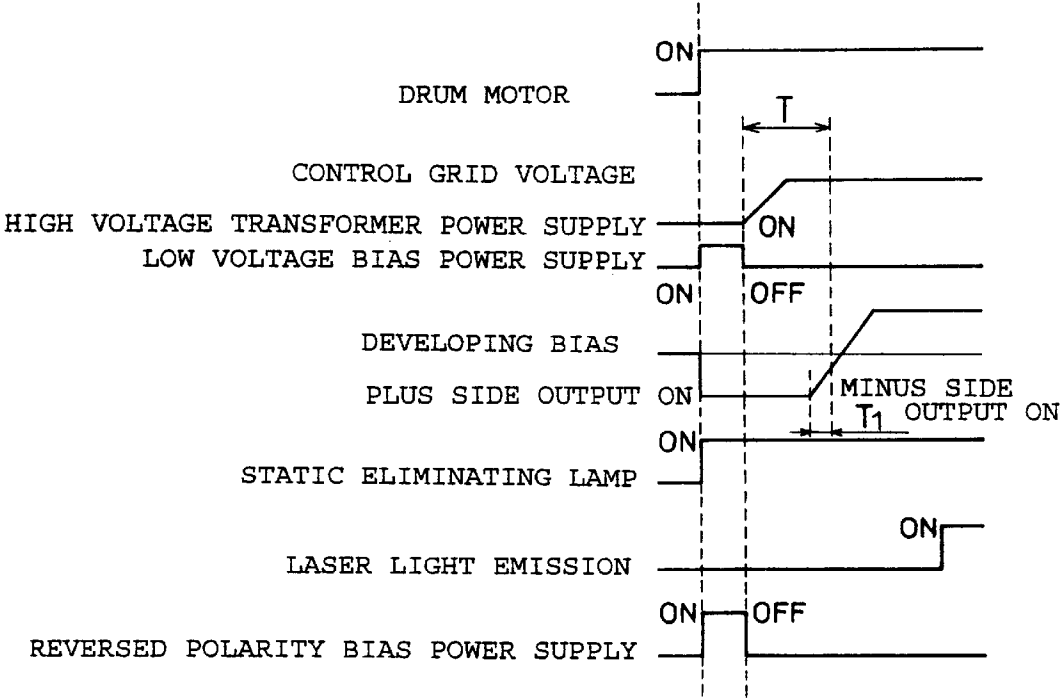 ON
DRUM MOTOR
T
CONTROL GRID VOLTAGE
HIGH VOLTAGE TRANSFORMER POWER SUPPLY
ON
LOW VOLTAGE BIAS POWER SUPPLY
ON
OFF
DEVELOPING BIAS
PLUS SIDE OUTPUT ON
MINUS SIDE
OUTPUT ON
T1
ON
STATIC ELIMINATING LAMP
ON
LASER LIGHT EMISSION
ON
OFF
REVERSED POLARITY BIAS POWER SUPPLY